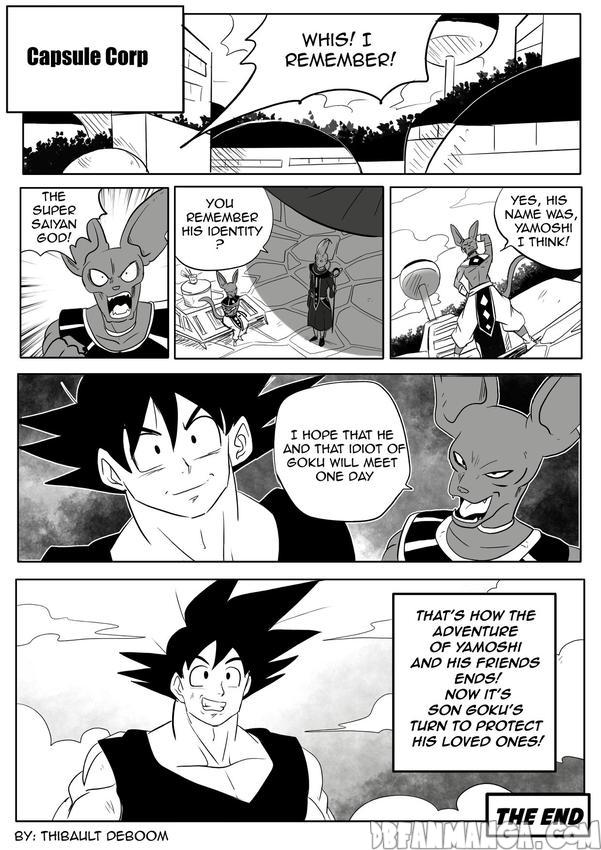 Capsule Corp
WHIS! I
REMEMBER!
THE
SUPER
SAIYAN
GOD!
YOU
REMEMBER
HIS IDENTITY
?
YES, HIS
NAME WAS,
YAMOSHI
I THINK!
I HOPE THAT HE
AND THAT IDIOT OF
GOKU WILL MEET
ONE DAY
THAT'S HOW THE
ADVENTURE
OF YAMOSHI
AND HIS FRIENDS
ENDS!
NOW IT'S
SON GOKU'S
TURN TO PROTECT
HIS LOVED ONES!
THE END
BY: THIBAULT DEBOOM
DBFANMANGA.COM